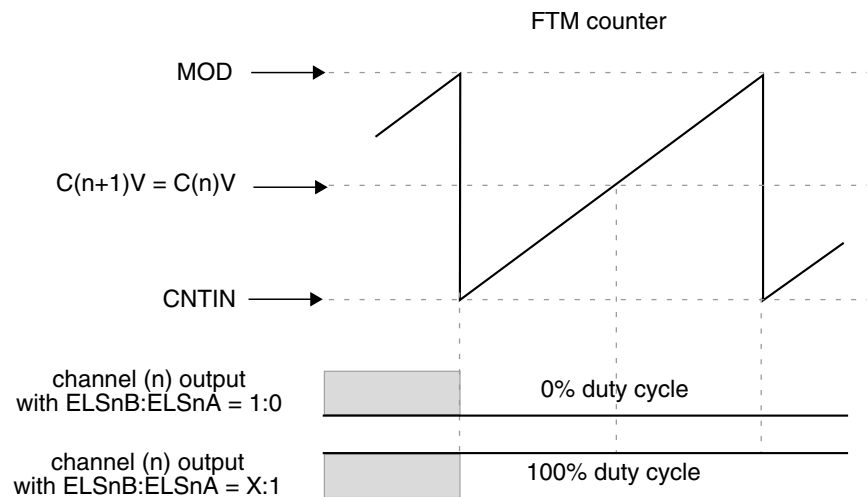 FTM counter
MOD
C(n+1)V = C(n)V
CNTIN
channel (n) output
with ELSnB:ELSnA = 1:0
0% duty cycle
channel (n) output
with ELSnB:ELSnA = X:1
100% duty cycle